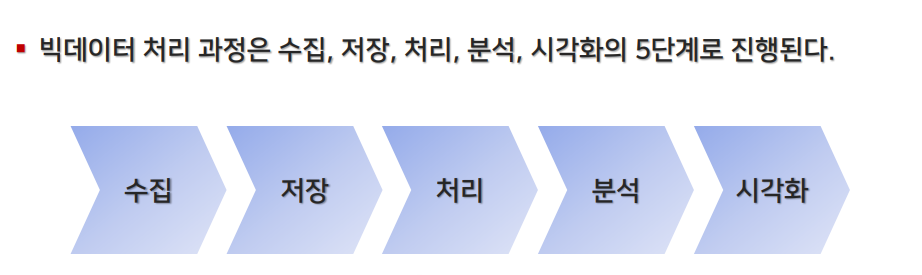 ▪ 빅데이터 처리 과정은 수집, 저장, 처리, 분석, 시각화의 5단계로 진행된다.
수집 저장 처리 분석 시각화